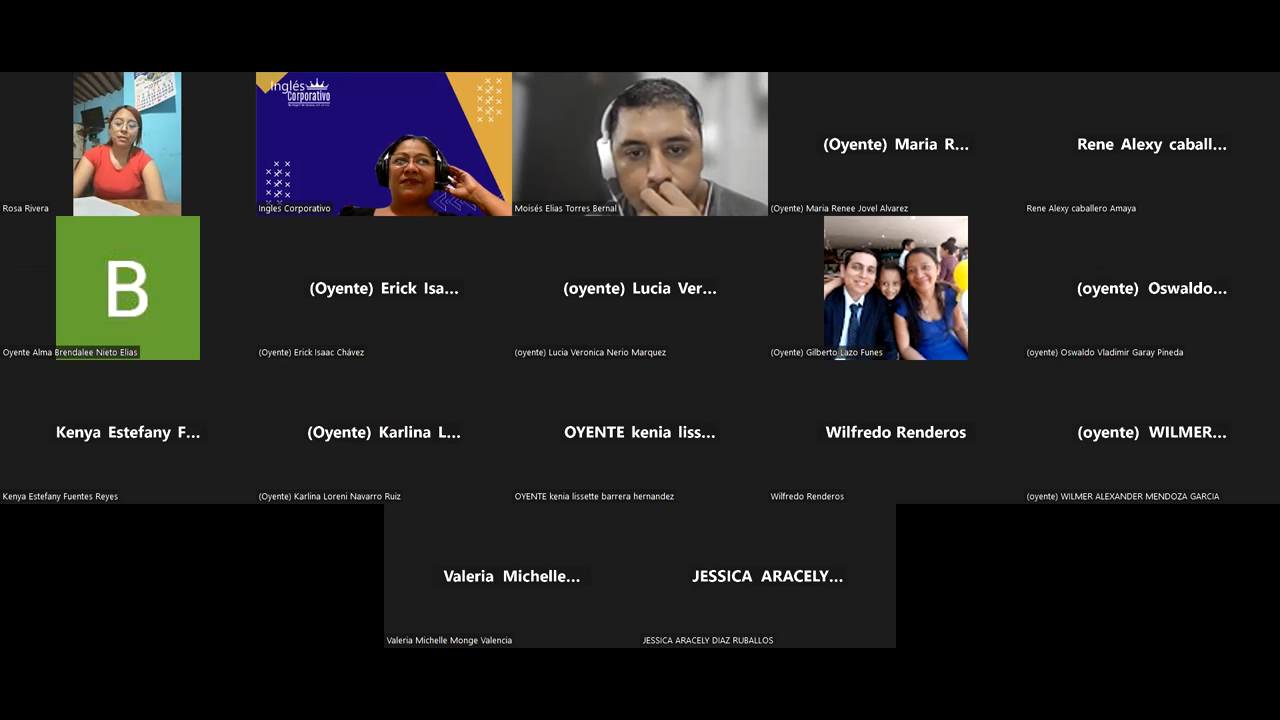 Inglés
Corporativo
Rosa Rivera
Ingles Corporativo
Moisés Elias Torres Bernal
(Oyente) Maria R...
(Oyente) Maria Renee Jovel Alvarez
Rene Alexy caball...
Rene Alexy caballero Amaya
B
Oyente Alma Brendalee Nieto Elias
(Oyente) Erick Isa...
(Oyente) Erick Isaac Chávez
(oyente) Lucia Ver...
(oyente) Lucia Veronica Nerio Marquez
(Oyente) Gilberto Lazo Funes
(oyente) Oswaldo...
(oyente) Oswaldo Vladimir Garay Pineda
Kenya Estefany F...
Kenya Estefany Fuentes Reyes
(Oyente) Karlina L...
(Oyente) Karlina Loreni Navarro Ruiz
OYENTE kenia liss...
OYENTE kenia lissette barrera hernandez
Wilfredo Renderos
Wilfredo Renderos
(oyente) WILMER...
(oyente) WILMER ALEXANDER MENDOZA GARCIA
Valeria Michelle...
Valeria Michelle Monge Valencia
JESSICA ARACELY...
JESSICA ARACELY DIAZ RUBALLOS